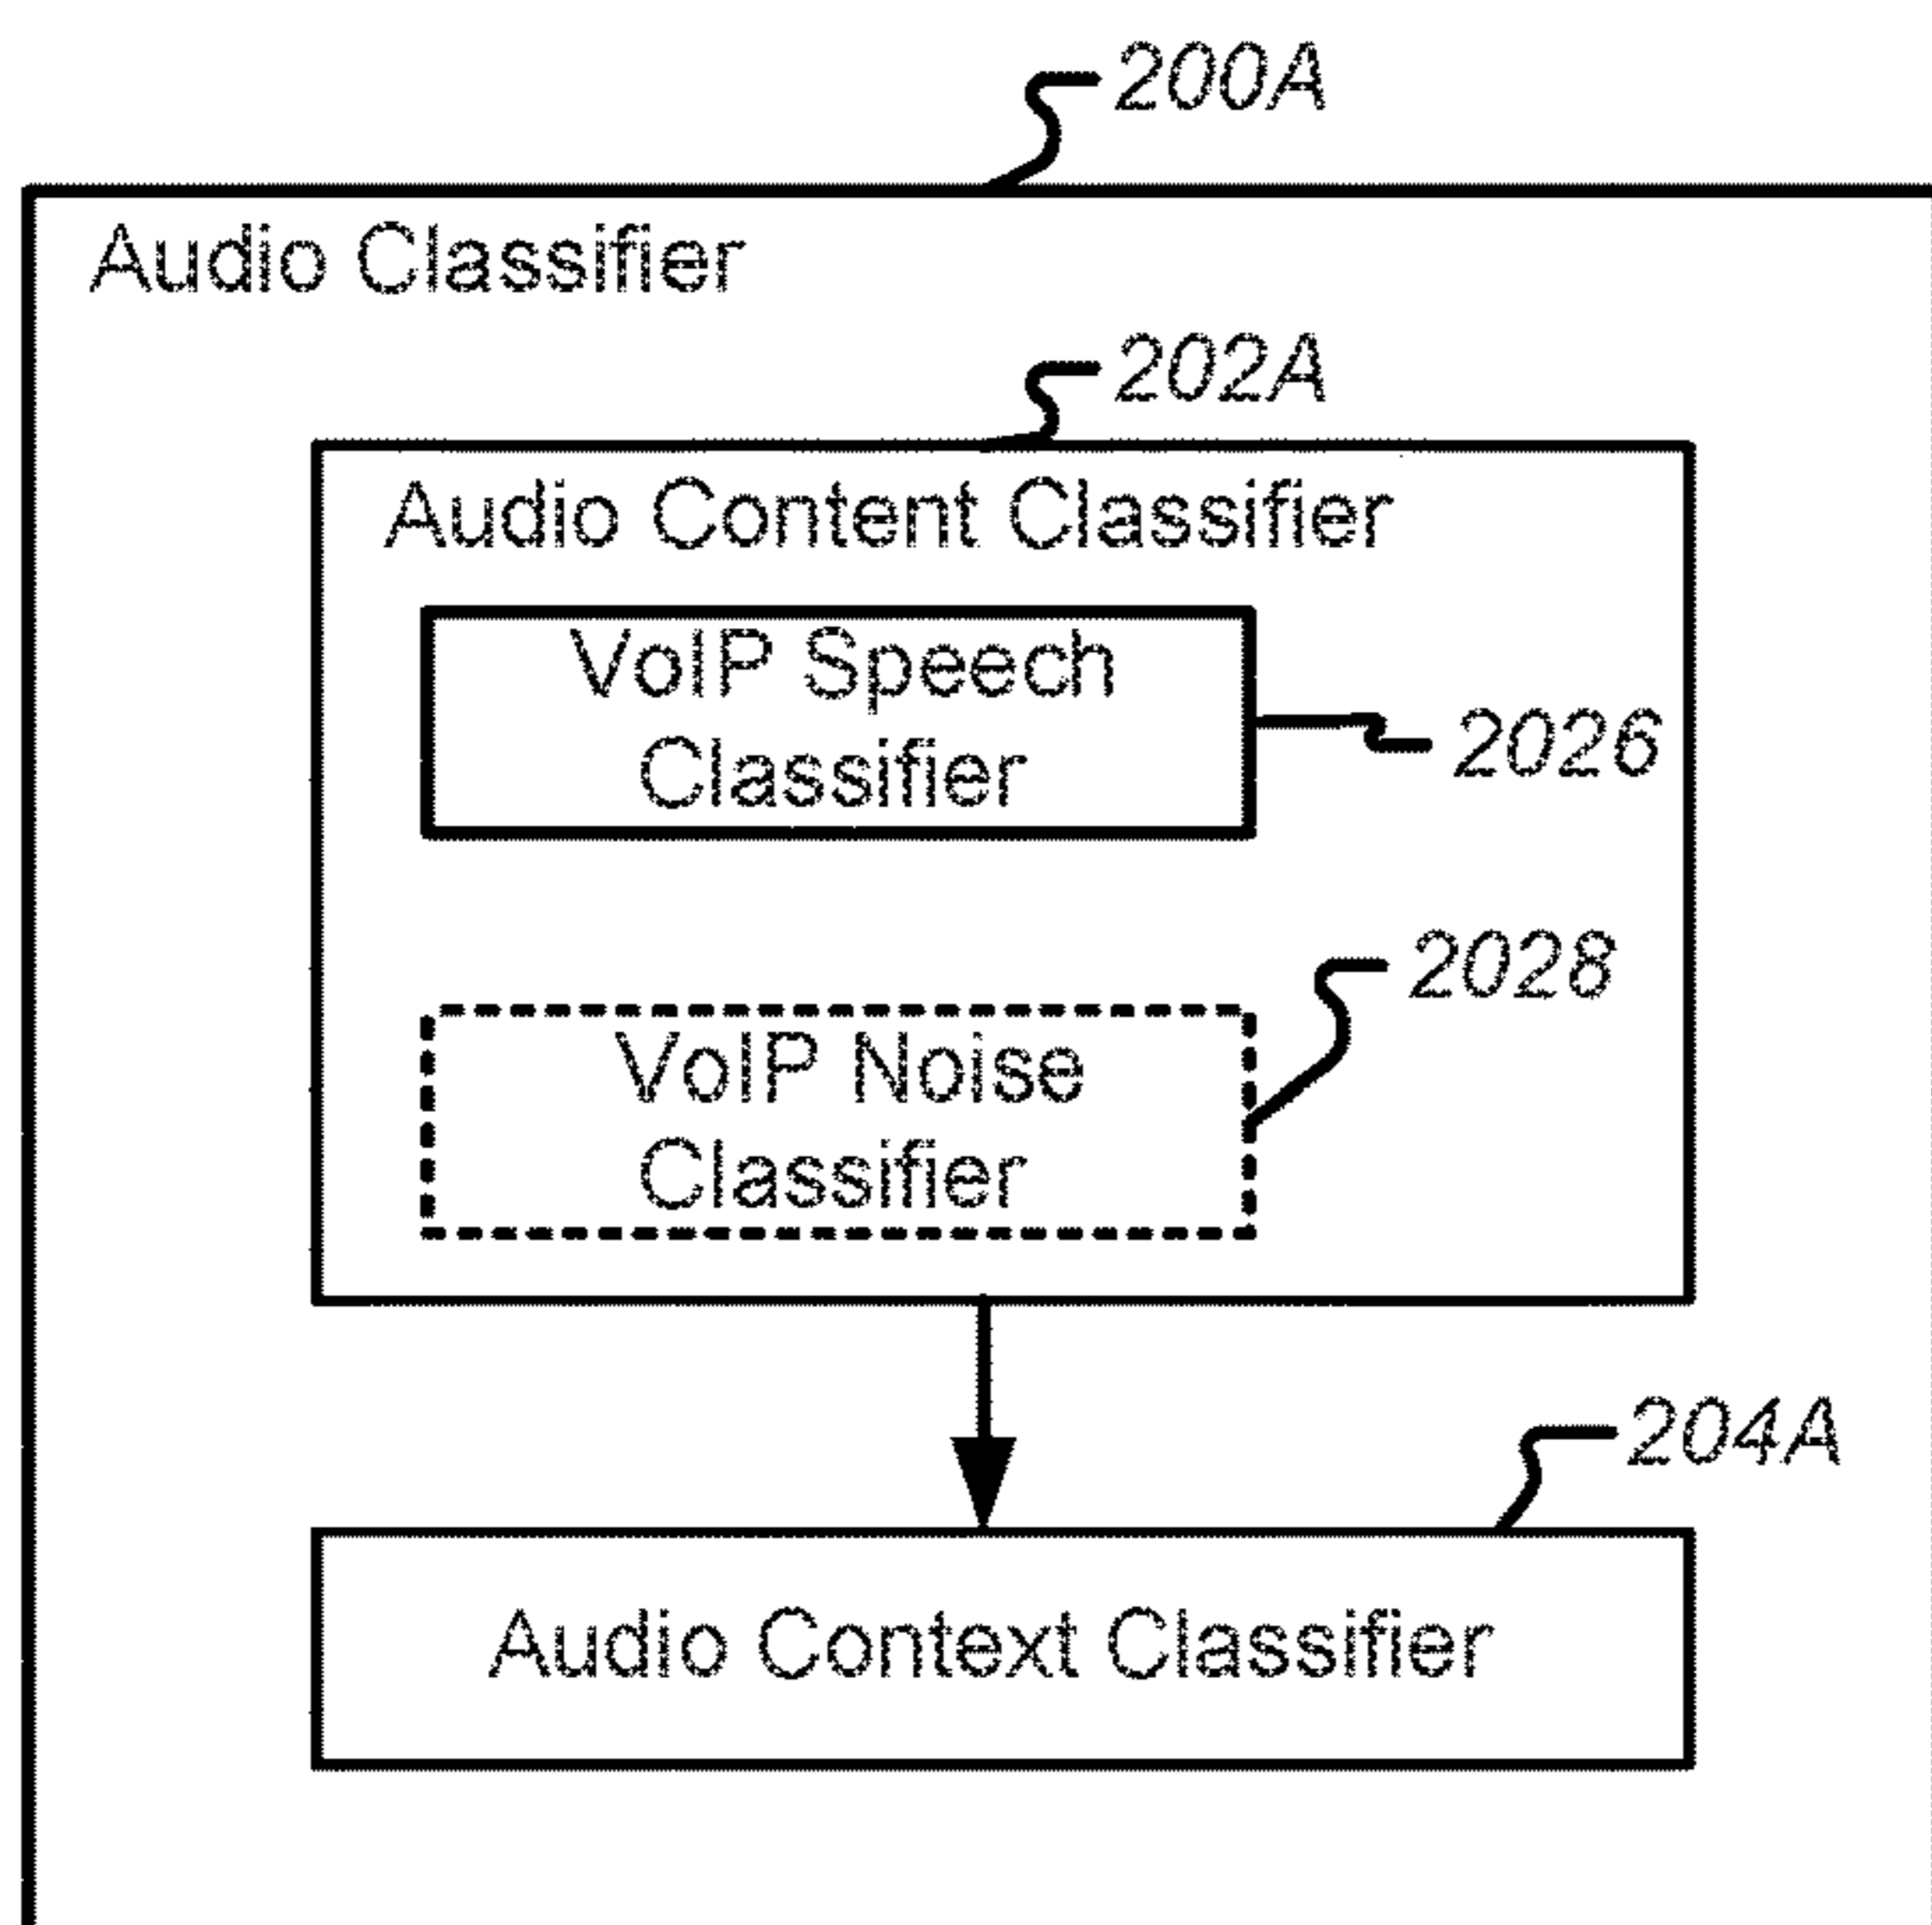 200A
Audio Classifier
202A
Audio Content Classifier
VoIP Speech
Classifier
2026
2028
VoIP Noise
Classifier
204A
Audio Context Classifier